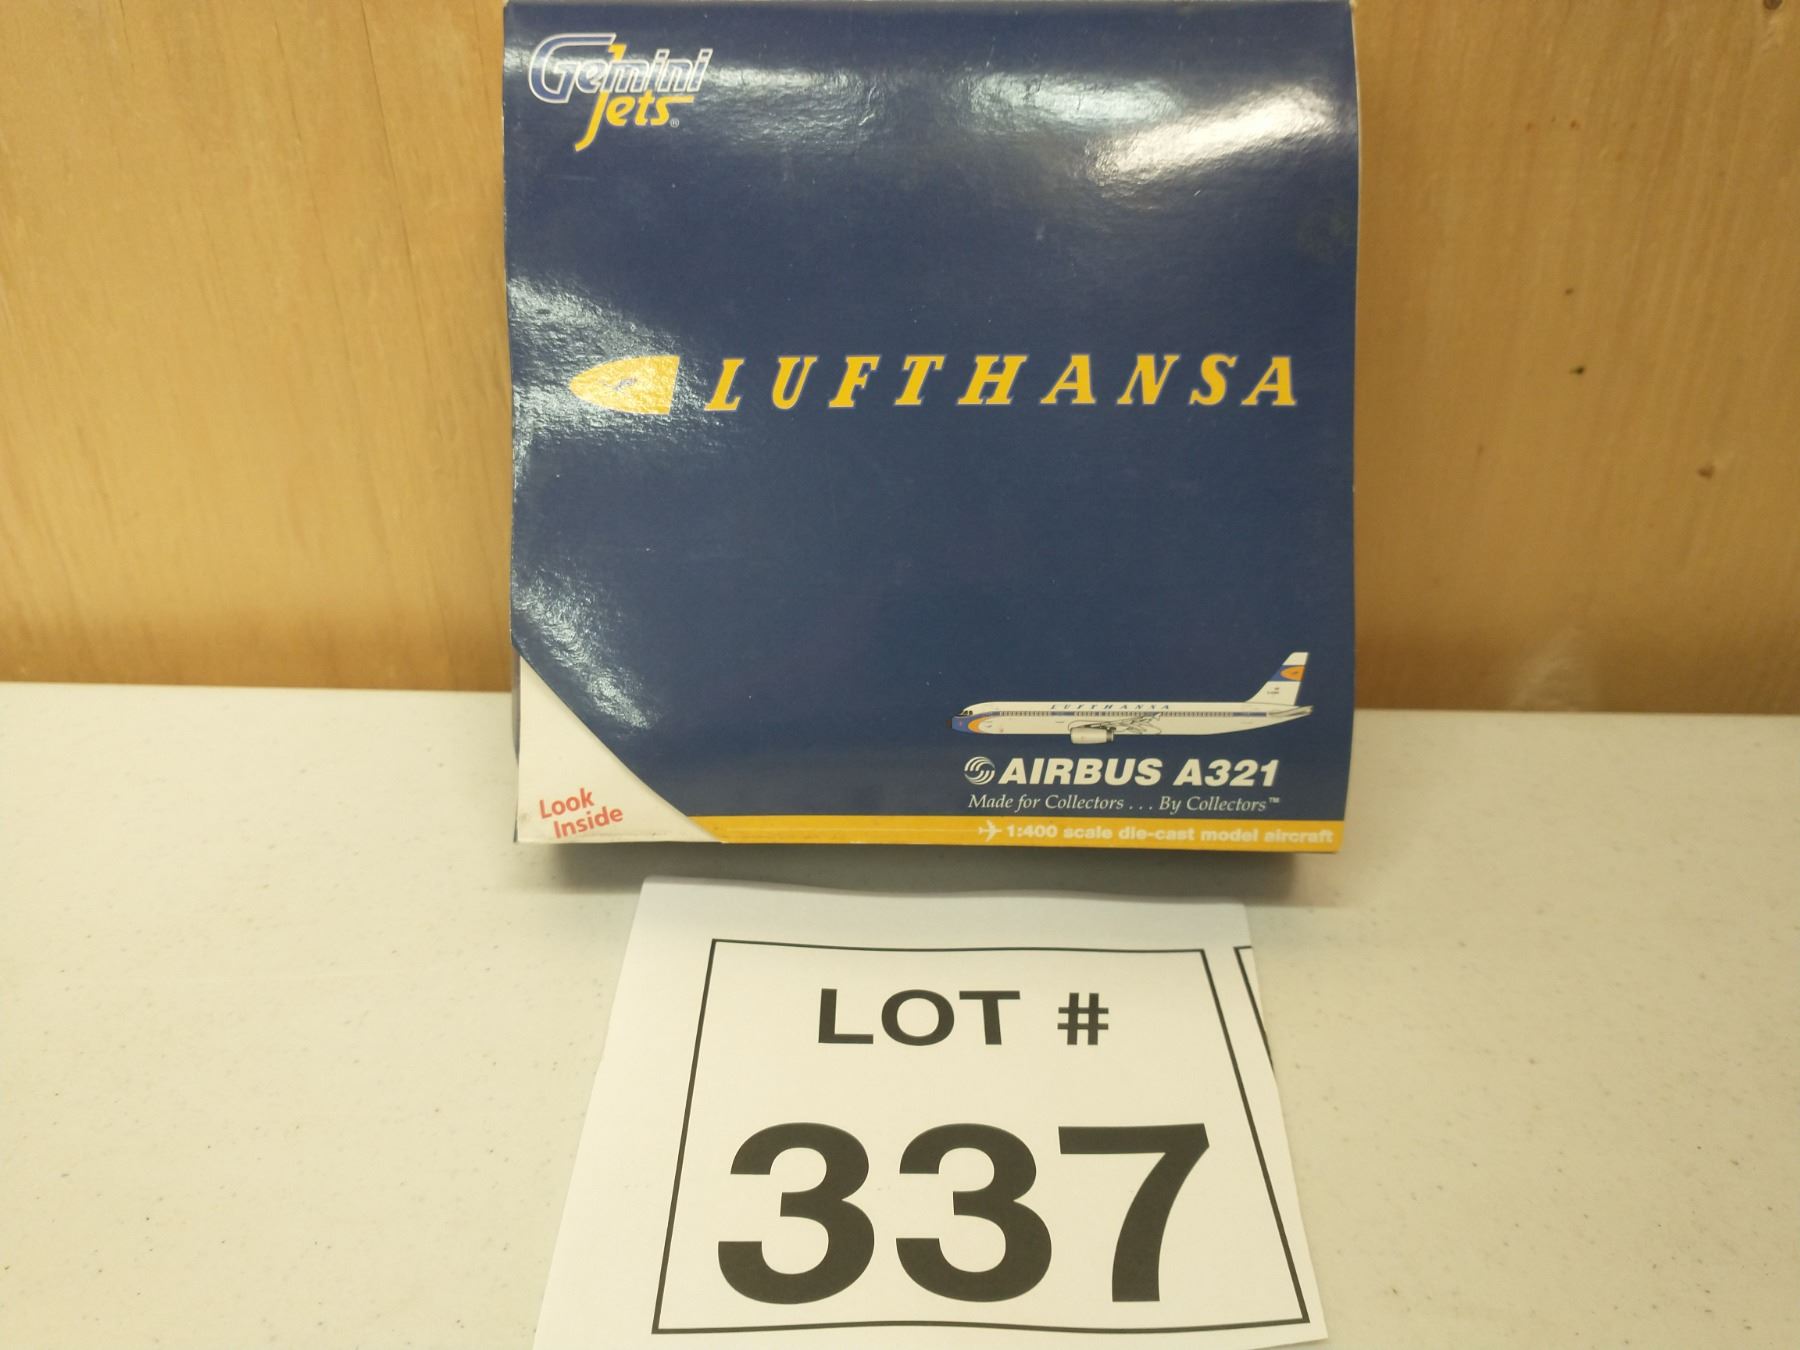 Gemini
Jets®
LUFTHANSA
LUFTHANSA
AIRBUS A321
Made for Collectors . . . By Collectors™
Look
Inside
1:400 scale die-cast model aircraft
LOT #
337